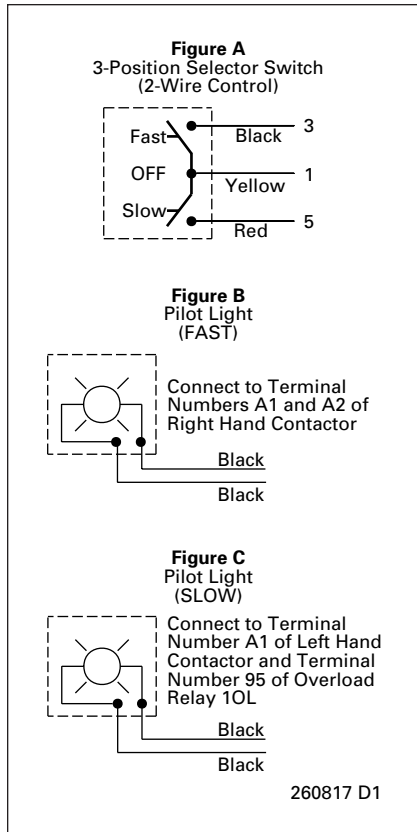 Figure A
3-Position Selector Switch
(2-Wire Control)
Fast
Black
3
OFF
Yellow
1
Slow
Red
5
Figure B
Pilot Light
(FAST)
Connect to Terminal
Numbers A1 and A2 of
Right Hand Contactor
Black
Black
Figure C
Pilot Light
(SLOW)
Connect to Terminal
Number A1 of Left Hand
Contactor and Terminal
Number 95 of Overload
Relay 1OL
Black
Black
260817 D1